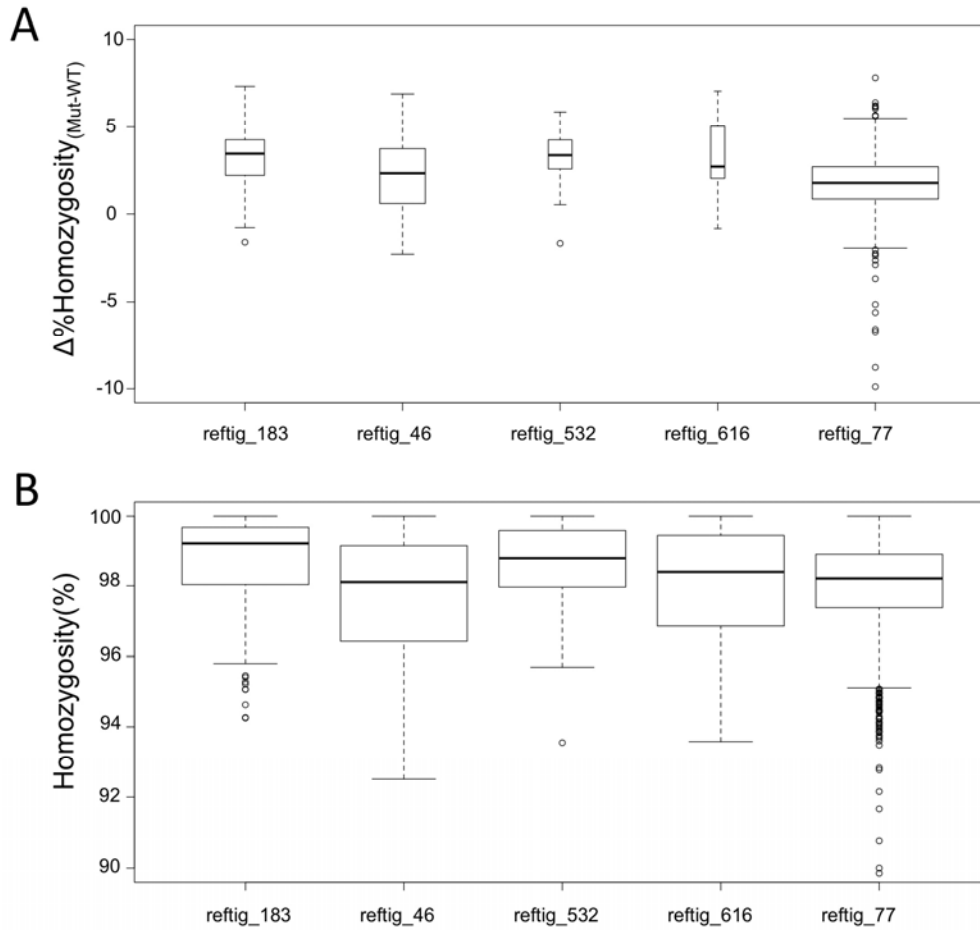 A
Δ%Homozygosity(Mut-WT)
10
5
0
-5
-10
reftig_183 reftig_46 reftig_532 reftig_616 reftig_77
B
Homozygosity(%)
100
98
96
94
92
90
reftig_183 reftig_46 reftig_532 reftig_616 reftig_77